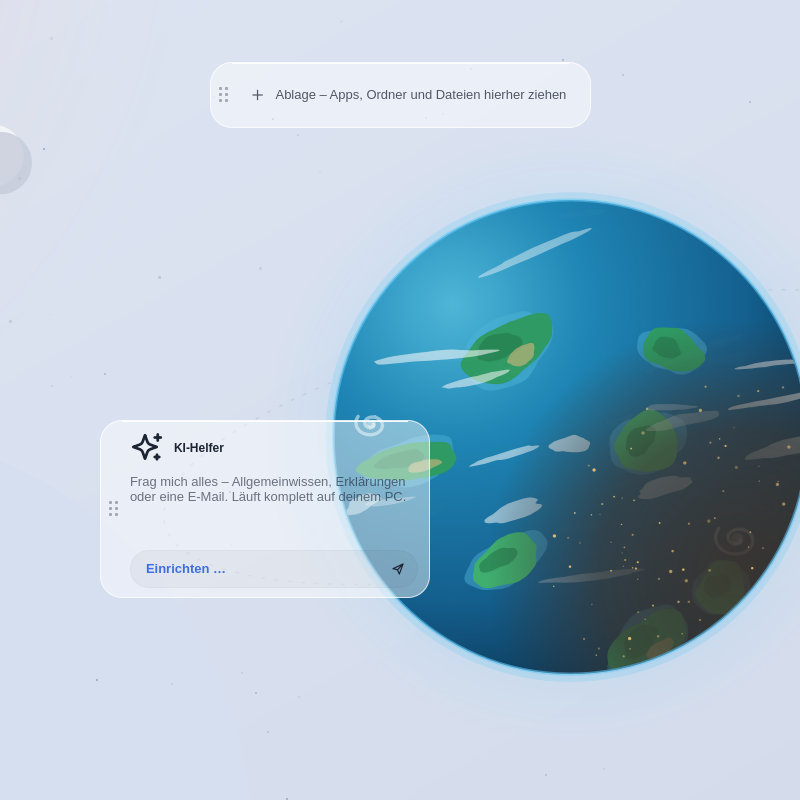 Ablage – Apps, Ordner und Dateien hierher ziehen
KI-Helfer
Frag mich alles – Allgemeinwissen, Erklärungen
oder eine E-Mail. Läuft komplett auf deinem PC.
Einrichten …